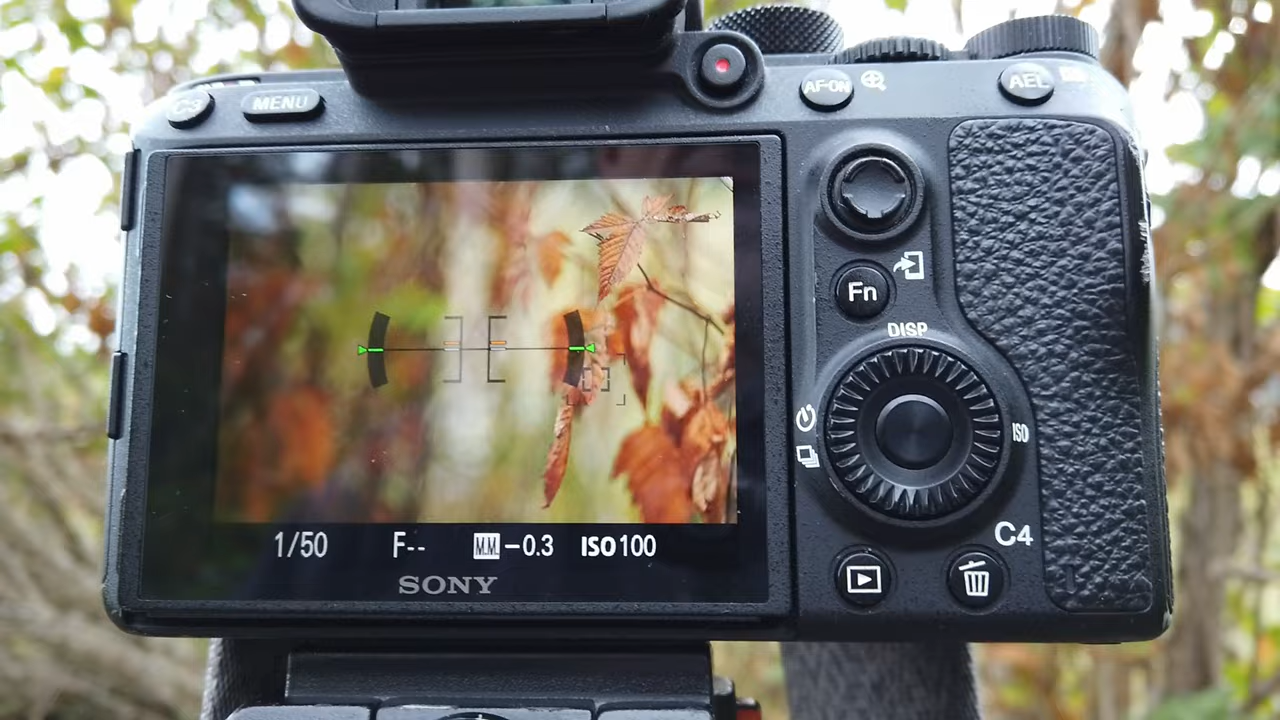 C3 MENU AF-ON AEL
Fn
DISP
ISO
1/50 F-- M.M. −0.3 ISO100
SONY
C4